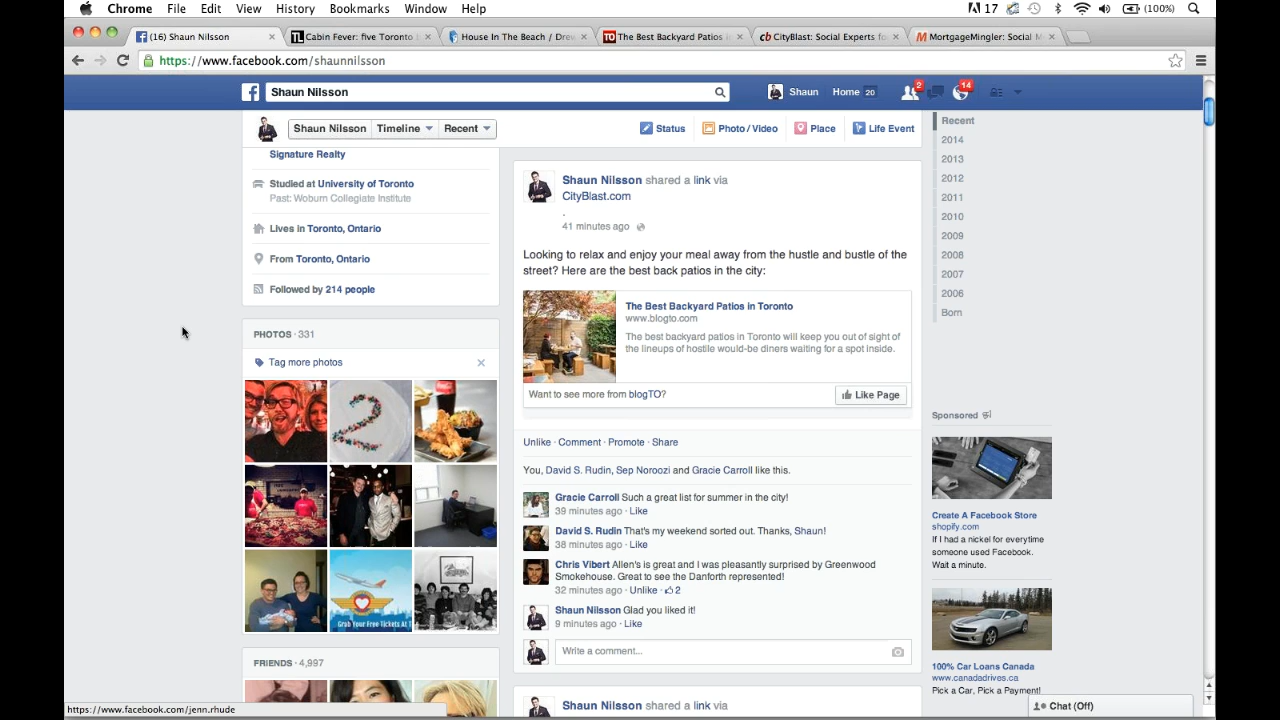 Chrome File Edit View History Bookmarks Window Help
17
(100%)
(16) Shaun Nilsson
Cabin Fever: five Toronto
House In The Beach / Drew
The Best Backyard Patios
CityBlast: Social Experts for
MortgageMingler: Social M
https://www.facebook.com/shaunnilsson
Shaun Nilsson
Shaun
Home 20
2
14
Shaun Nilsson
Timeline
Recent
Status
Photo / Video
Place
Life Event
Signature Realty
Studied at University of Toronto
Past: Woburn Collegiate Institute
Lives in Toronto, Ontario
From Toronto, Ontario
Followed by 214 people
PHOTOS · 331
Tag more photos
Grab Your Free Tickets At T
FRIENDS · 4,997
https://www.facebook.com/jenn.rhude
Shaun Nilsson shared a link via
CityBlast.com
.
41 minutes ago
Looking to relax and enjoy your meal away from the hustle and bustle of the
street? Here are the best back patios in the city:
The Best Backyard Patios in Toronto
www.blogto.com
The best backyard patios in Toronto will keep you out of sight of
the lineups of hostile would-be diners waiting for a spot inside.
Want to see more from blogTO?
Like Page
Unlike · Comment · Promote · Share
You, David S. Rudin, Sep Noroozi and Gracie Carroll like this.
Gracie Carroll Such a great list for summer in the city!
39 minutes ago · Like
David S. Rudin That's my weekend sorted out. Thanks, Shaun!
38 minutes ago · Like
Chris Vibert Allen's is great and I was pleasantly surprised by Greenwood
Smokehouse. Great to see the Danforth represented!
32 minutes ago · Unlike · 2
Shaun Nilsson Glad you liked it!
9 minutes ago · Like
Write a comment...
Shaun Nilsson shared a link via
Recent
2014
2013
2012
2011
2010
2009
2008
2007
2006
Born
Sponsored
Create A Facebook Store
shopify.com
If I had a nickel for everytime
someone used Facebook.
Wait a minute.
100% Car Loans Canada
www.canadadrives.ca
Pick a Car, Pick a Payment!
Chat (Off)